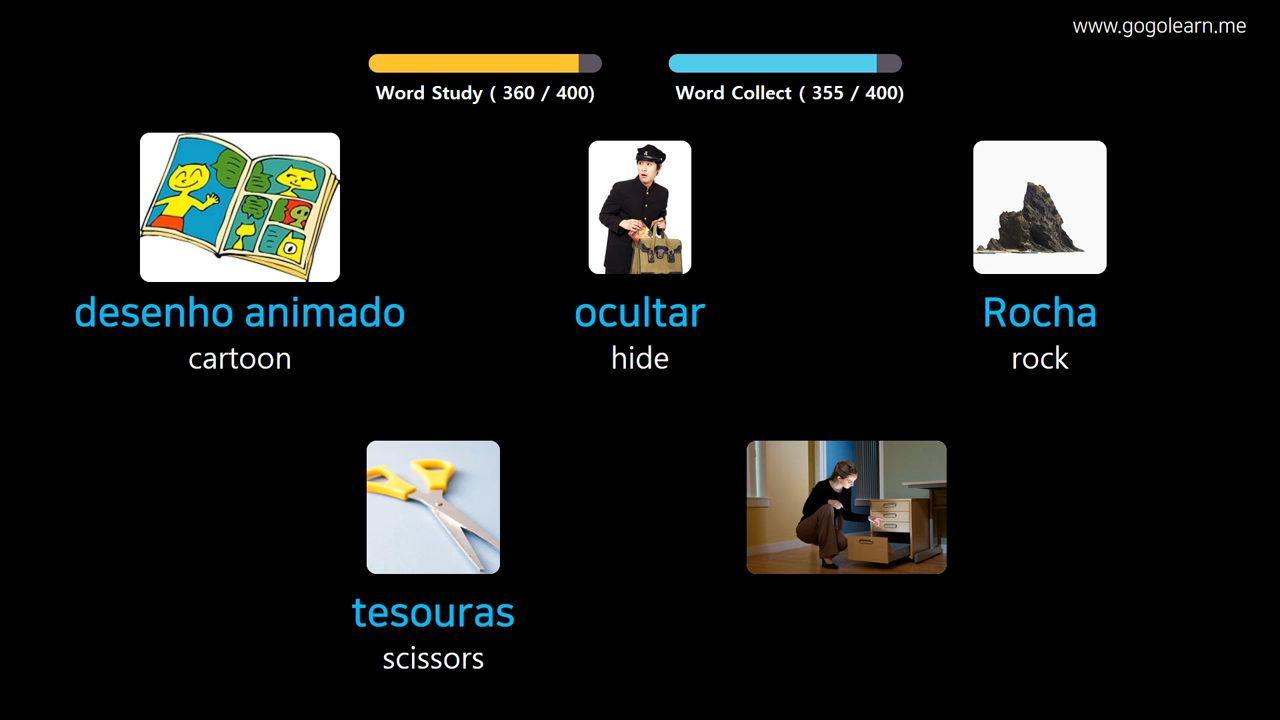 www.gogolearn.me
Word Study ( 360 / 400)
Word Collect ( 355 / 400)
desenho animado
cartoon
ocultar
hide
Rocha
rock
tesouras
scissors